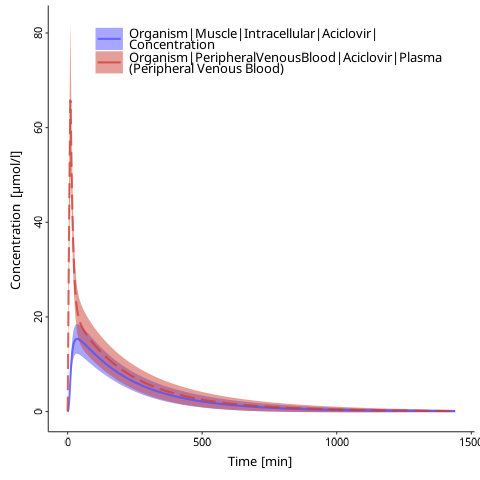 Organism|Muscle|Intracellular|Aciclovir|
Concentration
Organism|PeripheralVenousBlood|Aciclovir|Plasma
(Peripheral Venous Blood)
80
60
40
20
0
Concentration [µmol/l]
0 500 1000 1500
Time [min]